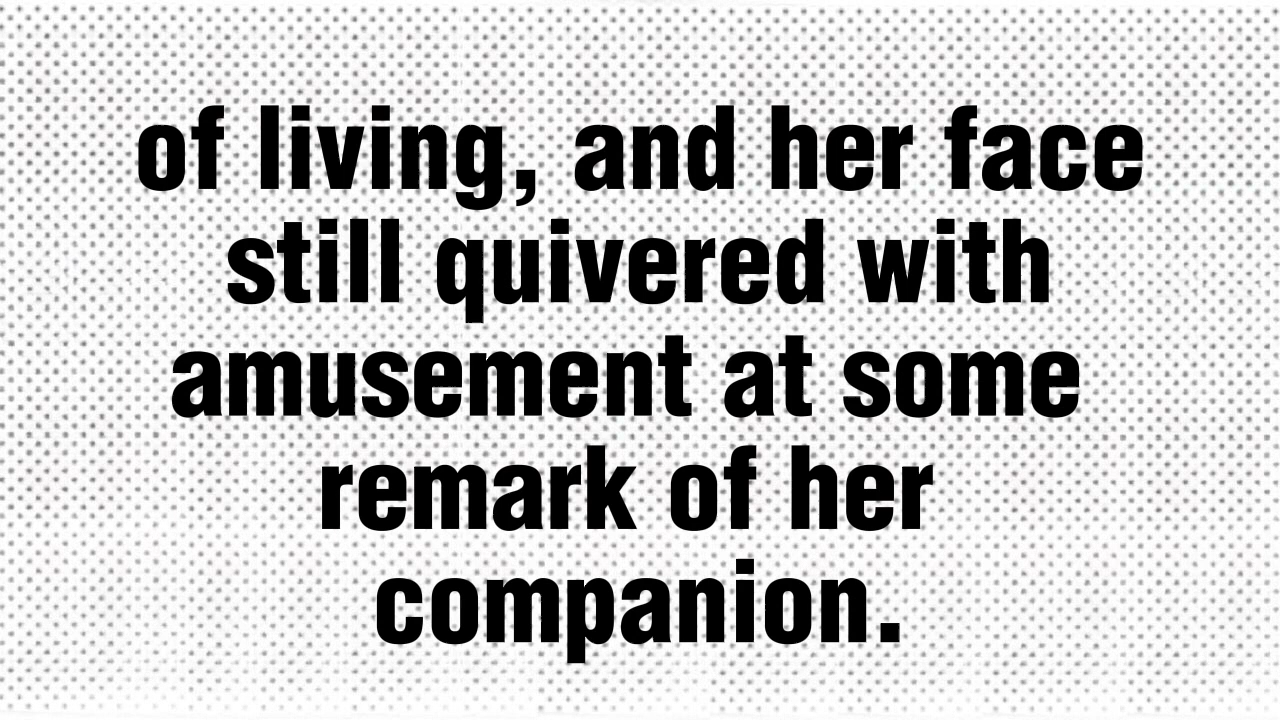 of living, and her face
still quivered with
amusement at some
remark of her
companion.